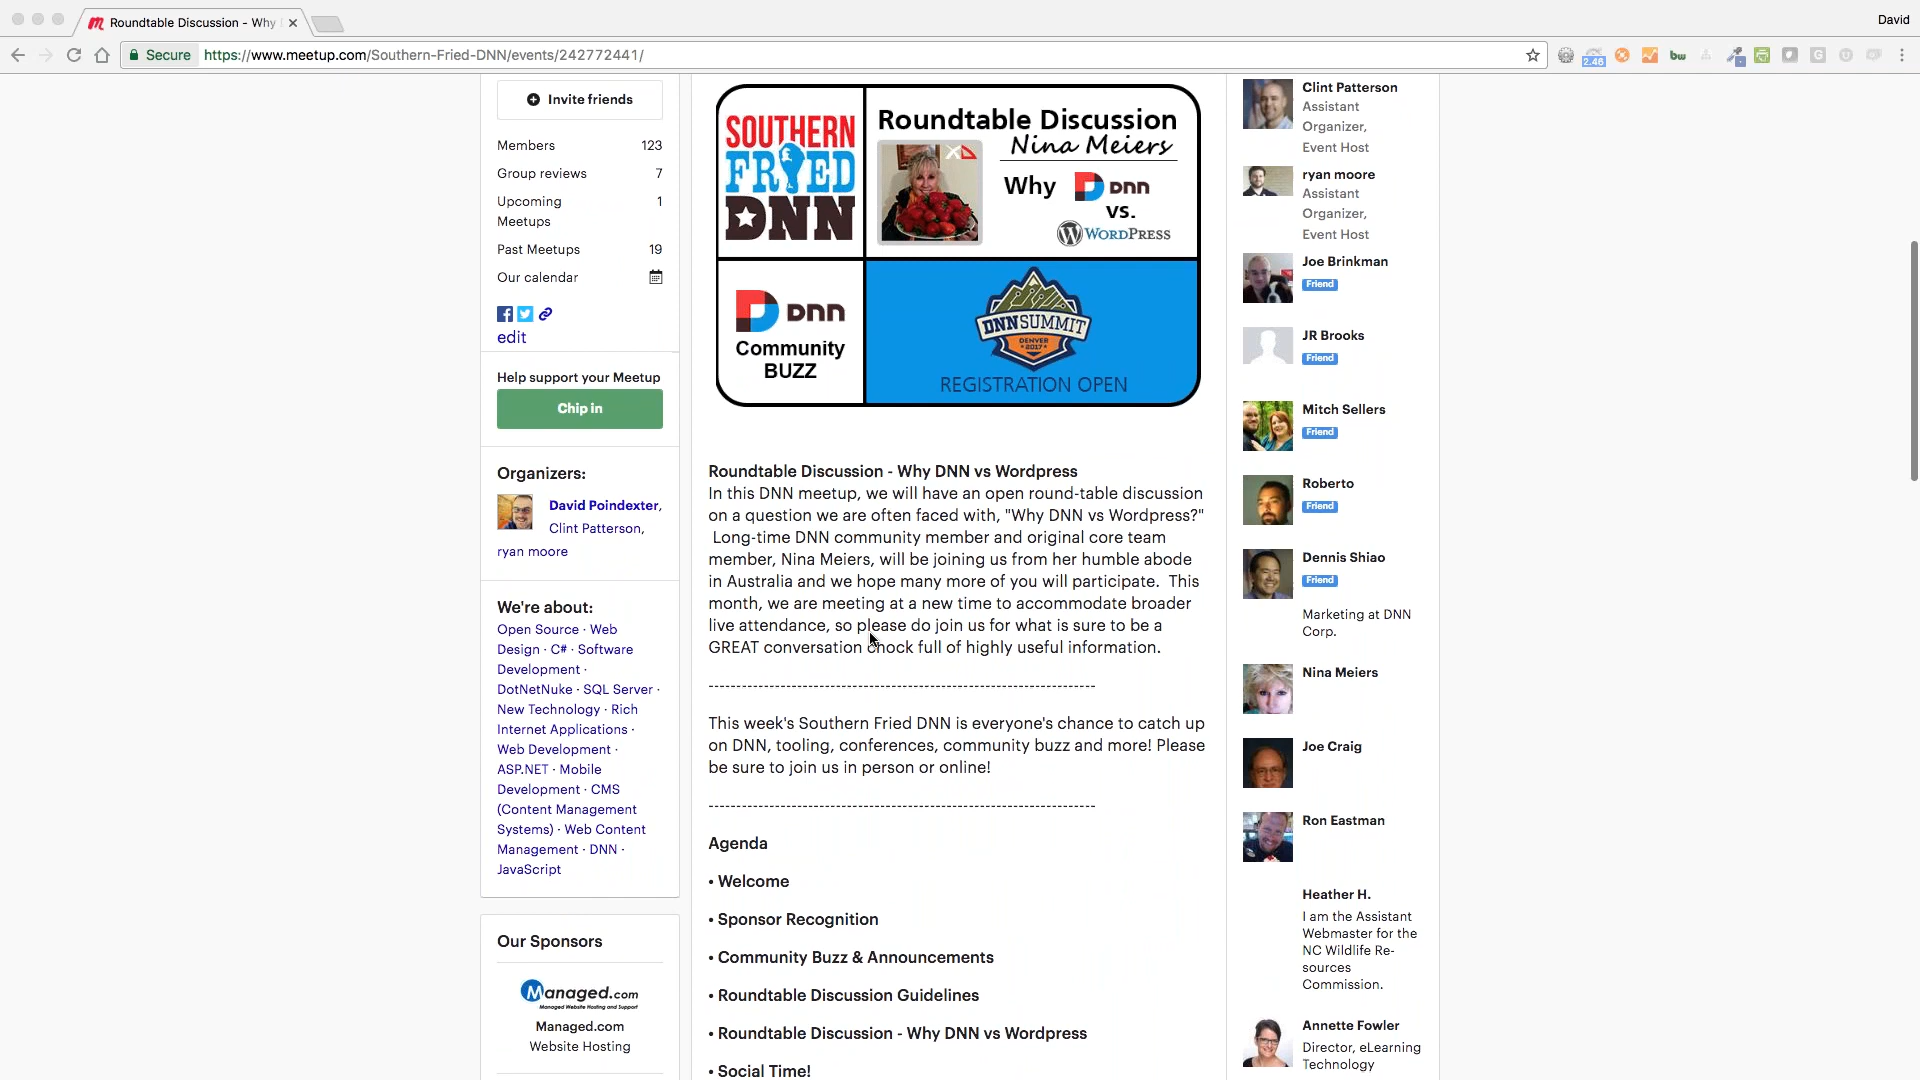 Roundtable Discussion - Why
David
Secure
https://www.meetup.com/Southern-Fried-DNN/events/242772441/
2.46
bw
Invite friends
Members 123
Group reviews 7
Upcoming 1
Meetups
Past Meetups 19
Our calendar
edit
Help support your Meetup
Chip in
Organizers:
David Poindexter,
Clint Patterson,
ryan moore
We're about:
Open Source · Web
Design · C# · Software
Development ·
DotNetNuke · SQL Server ·
New Technology · Rich
Internet Applications ·
Web Development ·
ASP.NET · Mobile
Development · CMS
(Content Management
Systems) · Web Content
Management · DNN ·
JavaScript
Our Sponsors
Managed.com
Managed Website Hosting and Support
Managed.com
Website Hosting
SOUTHERN
FRIED
DNN
Roundtable Discussion
Nina Meiers
Why DNN
vs.
WORDPRESS
DNN
Community
BUZZ
DNNSUMMIT
DENVER
2017
REGISTRATION OPEN
Roundtable Discussion - Why DNN vs Wordpress
In this DNN meetup, we will have an open round-table discussion
on a question we are often faced with, "Why DNN vs Wordpress?"
Long-time DNN community member and original core team
member, Nina Meiers, will be joining us from her humble abode
in Australia and we hope many more of you will participate.  This
month, we are meeting at a new time to accommodate broader
live attendance, so please do join us for what is sure to be a
GREAT conversation chock full of highly useful information.
----------------------------------------------------------------------
This week's Southern Fried DNN is everyone's chance to catch up
on DNN, tooling, conferences, community buzz and more! Please
be sure to join us in person or online!
----------------------------------------------------------------------
Agenda
• Welcome
• Sponsor Recognition
• Community Buzz & Announcements
• Roundtable Discussion Guidelines
• Roundtable Discussion - Why DNN vs Wordpress
• Social Time!
Clint Patterson
Assistant
Organizer,
Event Host
ryan moore
Assistant
Organizer,
Event Host
Joe Brinkman
Friend
JR Brooks
Friend
Mitch Sellers
Friend
Roberto
Friend
Dennis Shiao
Friend
Marketing at DNN
Corp.
Nina Meiers
Joe Craig
Ron Eastman
Heather H.
I am the Assistant
Webmaster for the
NC Wildlife Re-
sources
Commission.
Annette Fowler
Director, eLearning
Technology